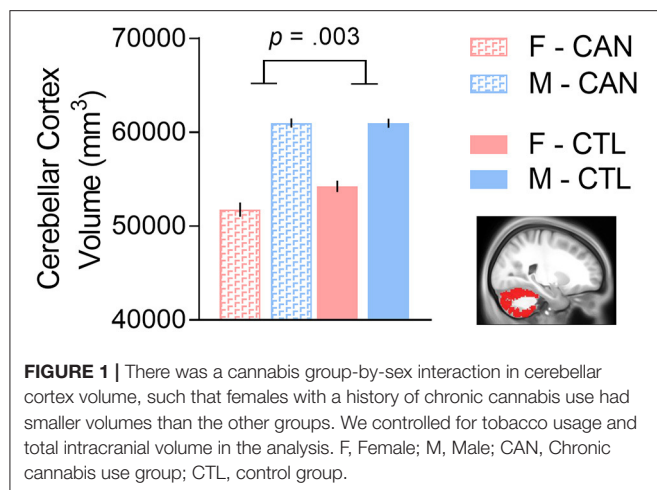 70000
60000
50000
40000
Cerebellar Cortex
Volume (mm³)
p = .003
F - CAN
M - CAN
F - CTL
M - CTL
FIGURE 1 | There was a cannabis group-by-sex interaction in cerebellar
cortex volume, such that females with a history of chronic cannabis use had
smaller volumes than the other groups. We controlled for tobacco usage and
total intracranial volume in the analysis. F, Female; M, Male; CAN, Chronic
cannabis use group; CTL, control group.